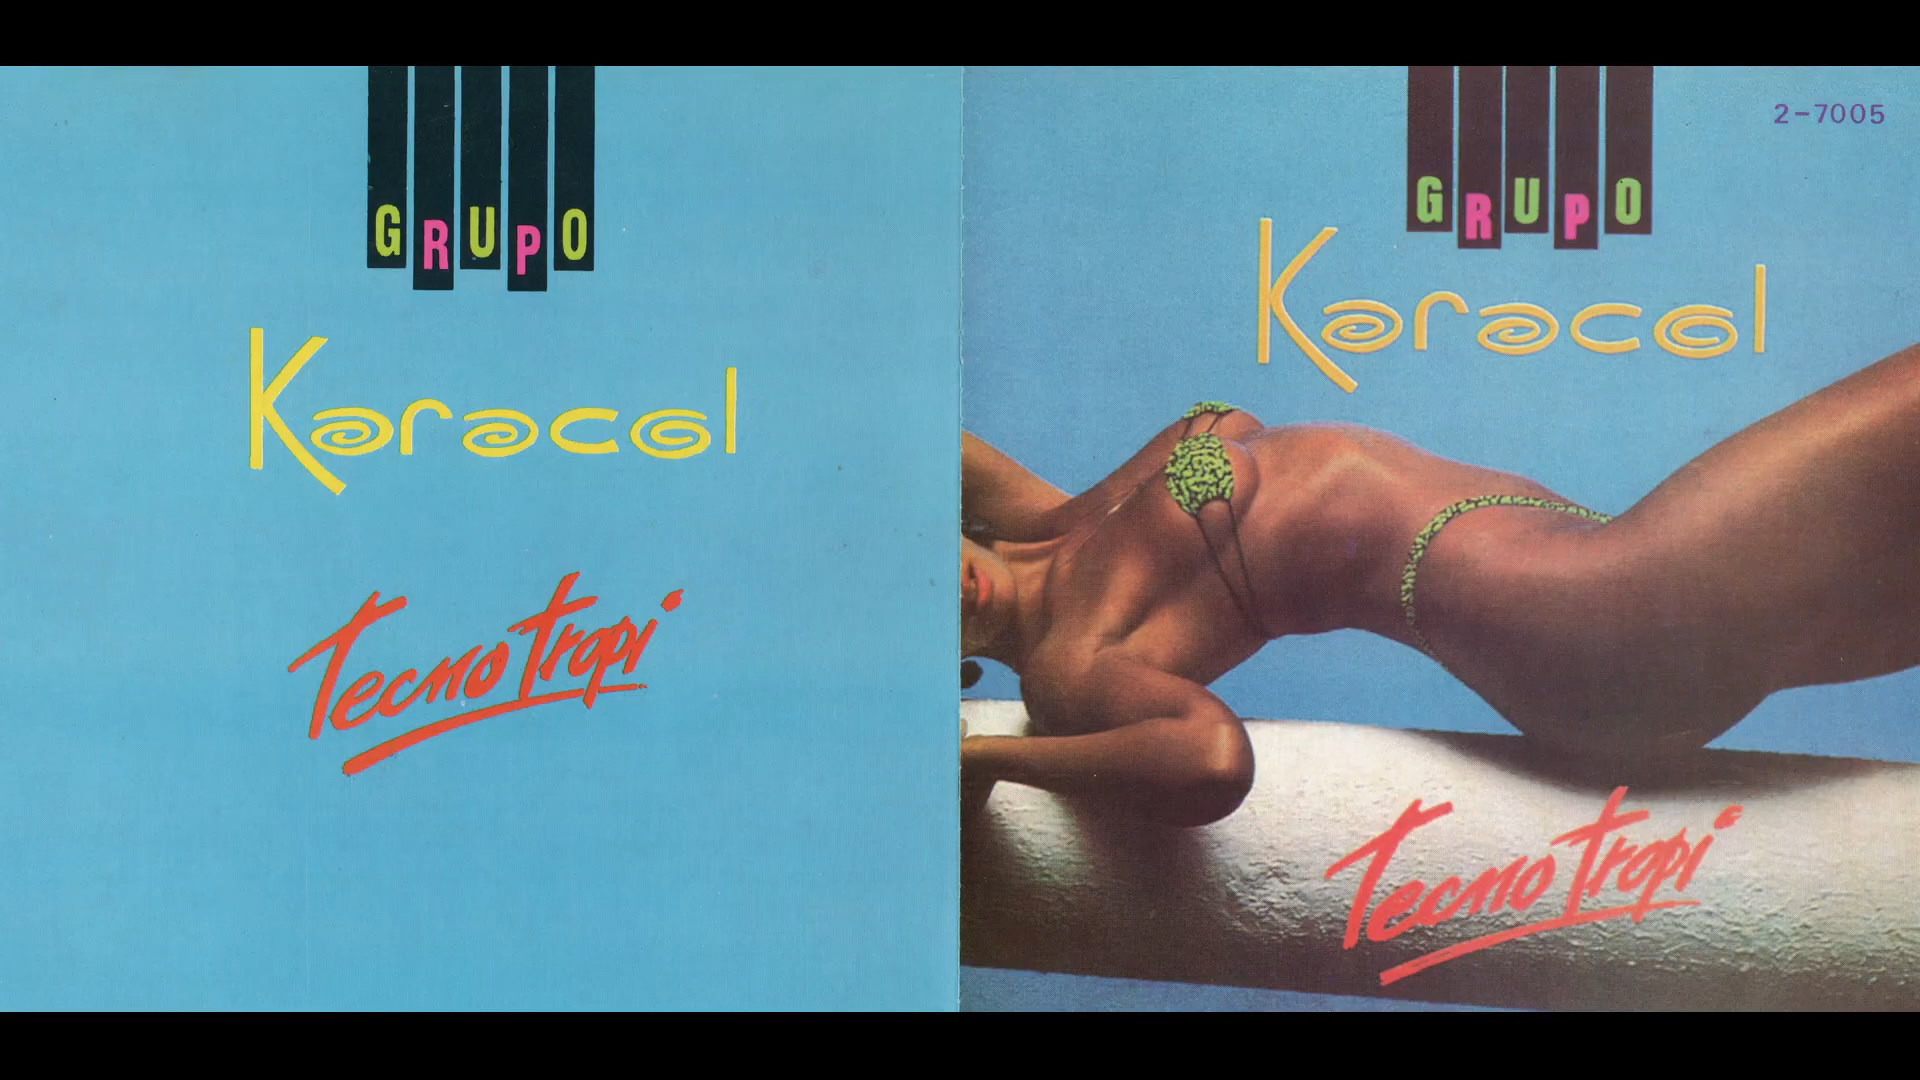 GRUPO
Karacol
Tecno Tropi
2-7005
GRUPO
Karacol
Tecno Tropi